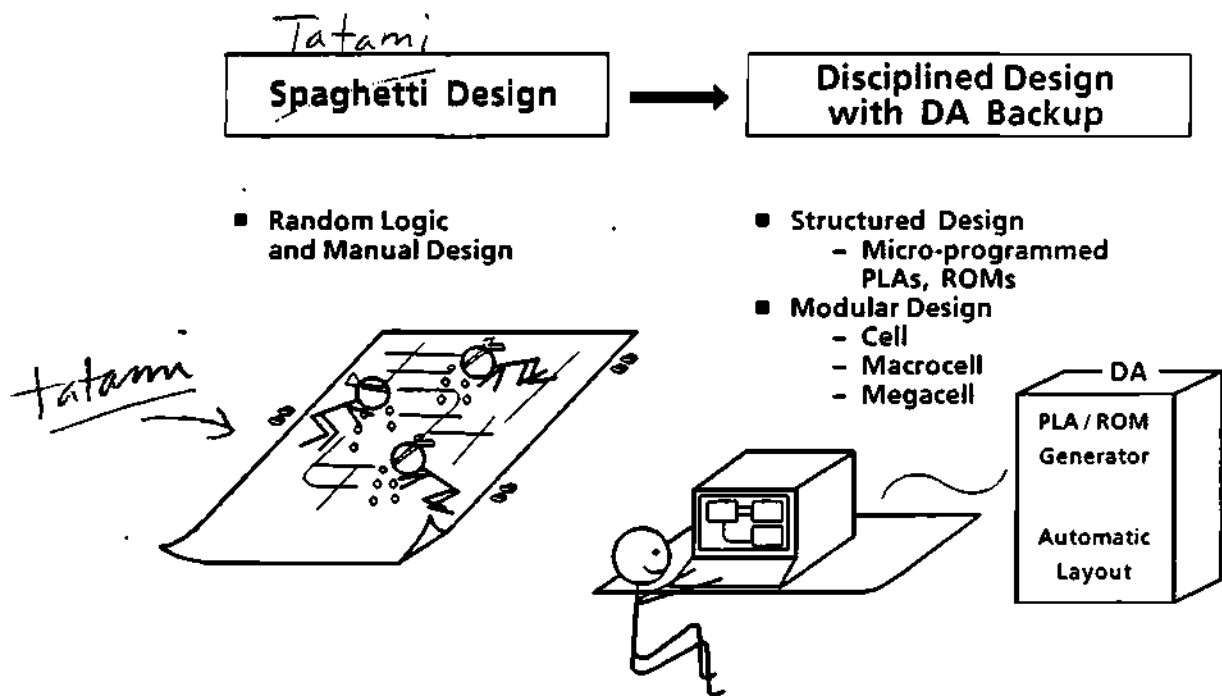 Tatami
Spaghetti Design
Disciplined Design
with DA Backup
■ Random Logic
and Manual Design
■ Structured Design
– Micro-programmed
PLAs, ROMs
■ Modular Design
– Cell
– Macrocell
– Megacell
tatami
DA
PLA / ROM
Generator
Automatic
Layout